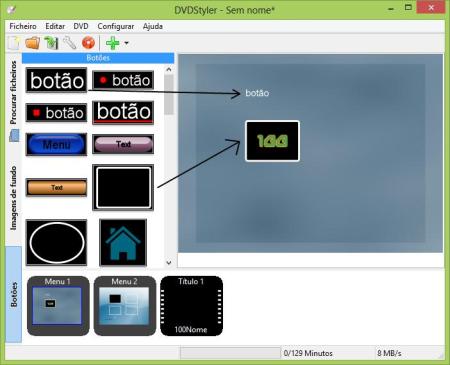 DVDStyler - Sem nome*
Ficheiro Editar DVD Configurar Ajuda
Procurar ficheiros
Imagens de fundo
Botões
Botões
botão
botão
botão
botão
Menu
Text
Text
botão
100
Menu 1
Menu 2
Título 1
100Nome
0/129 Minutos
8 MB/s